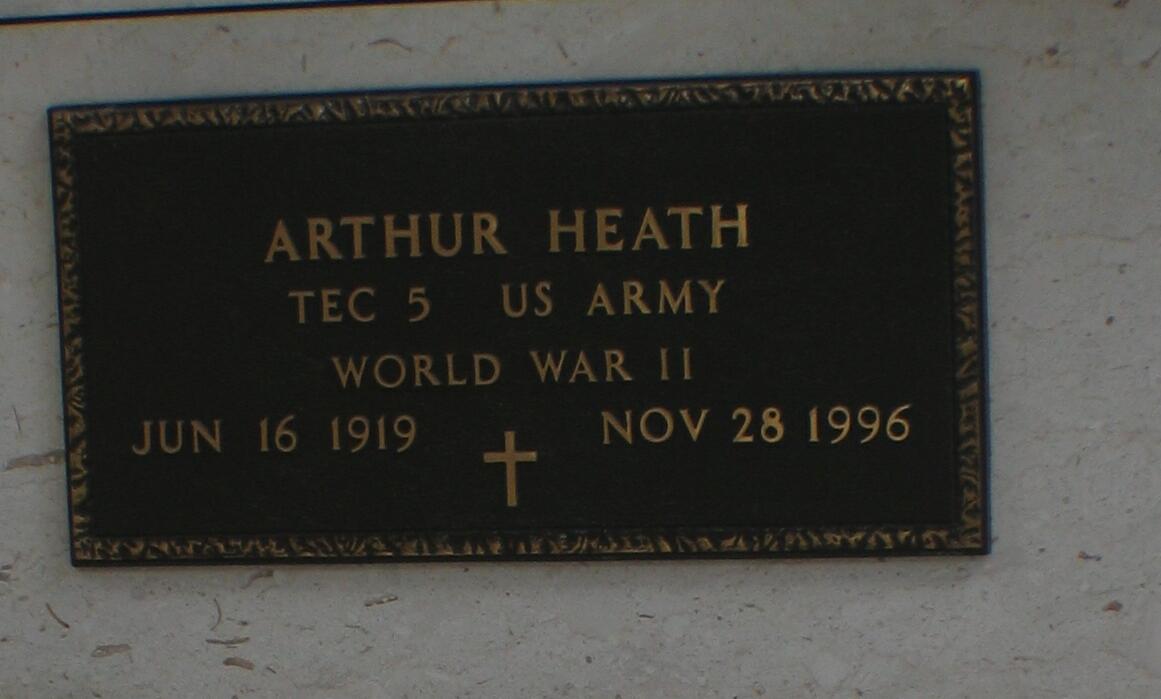 ARTHUR HEATH
TEC 5 US ARMY
WORLD WAR II
JUN 16 1919 NOV 28 1996